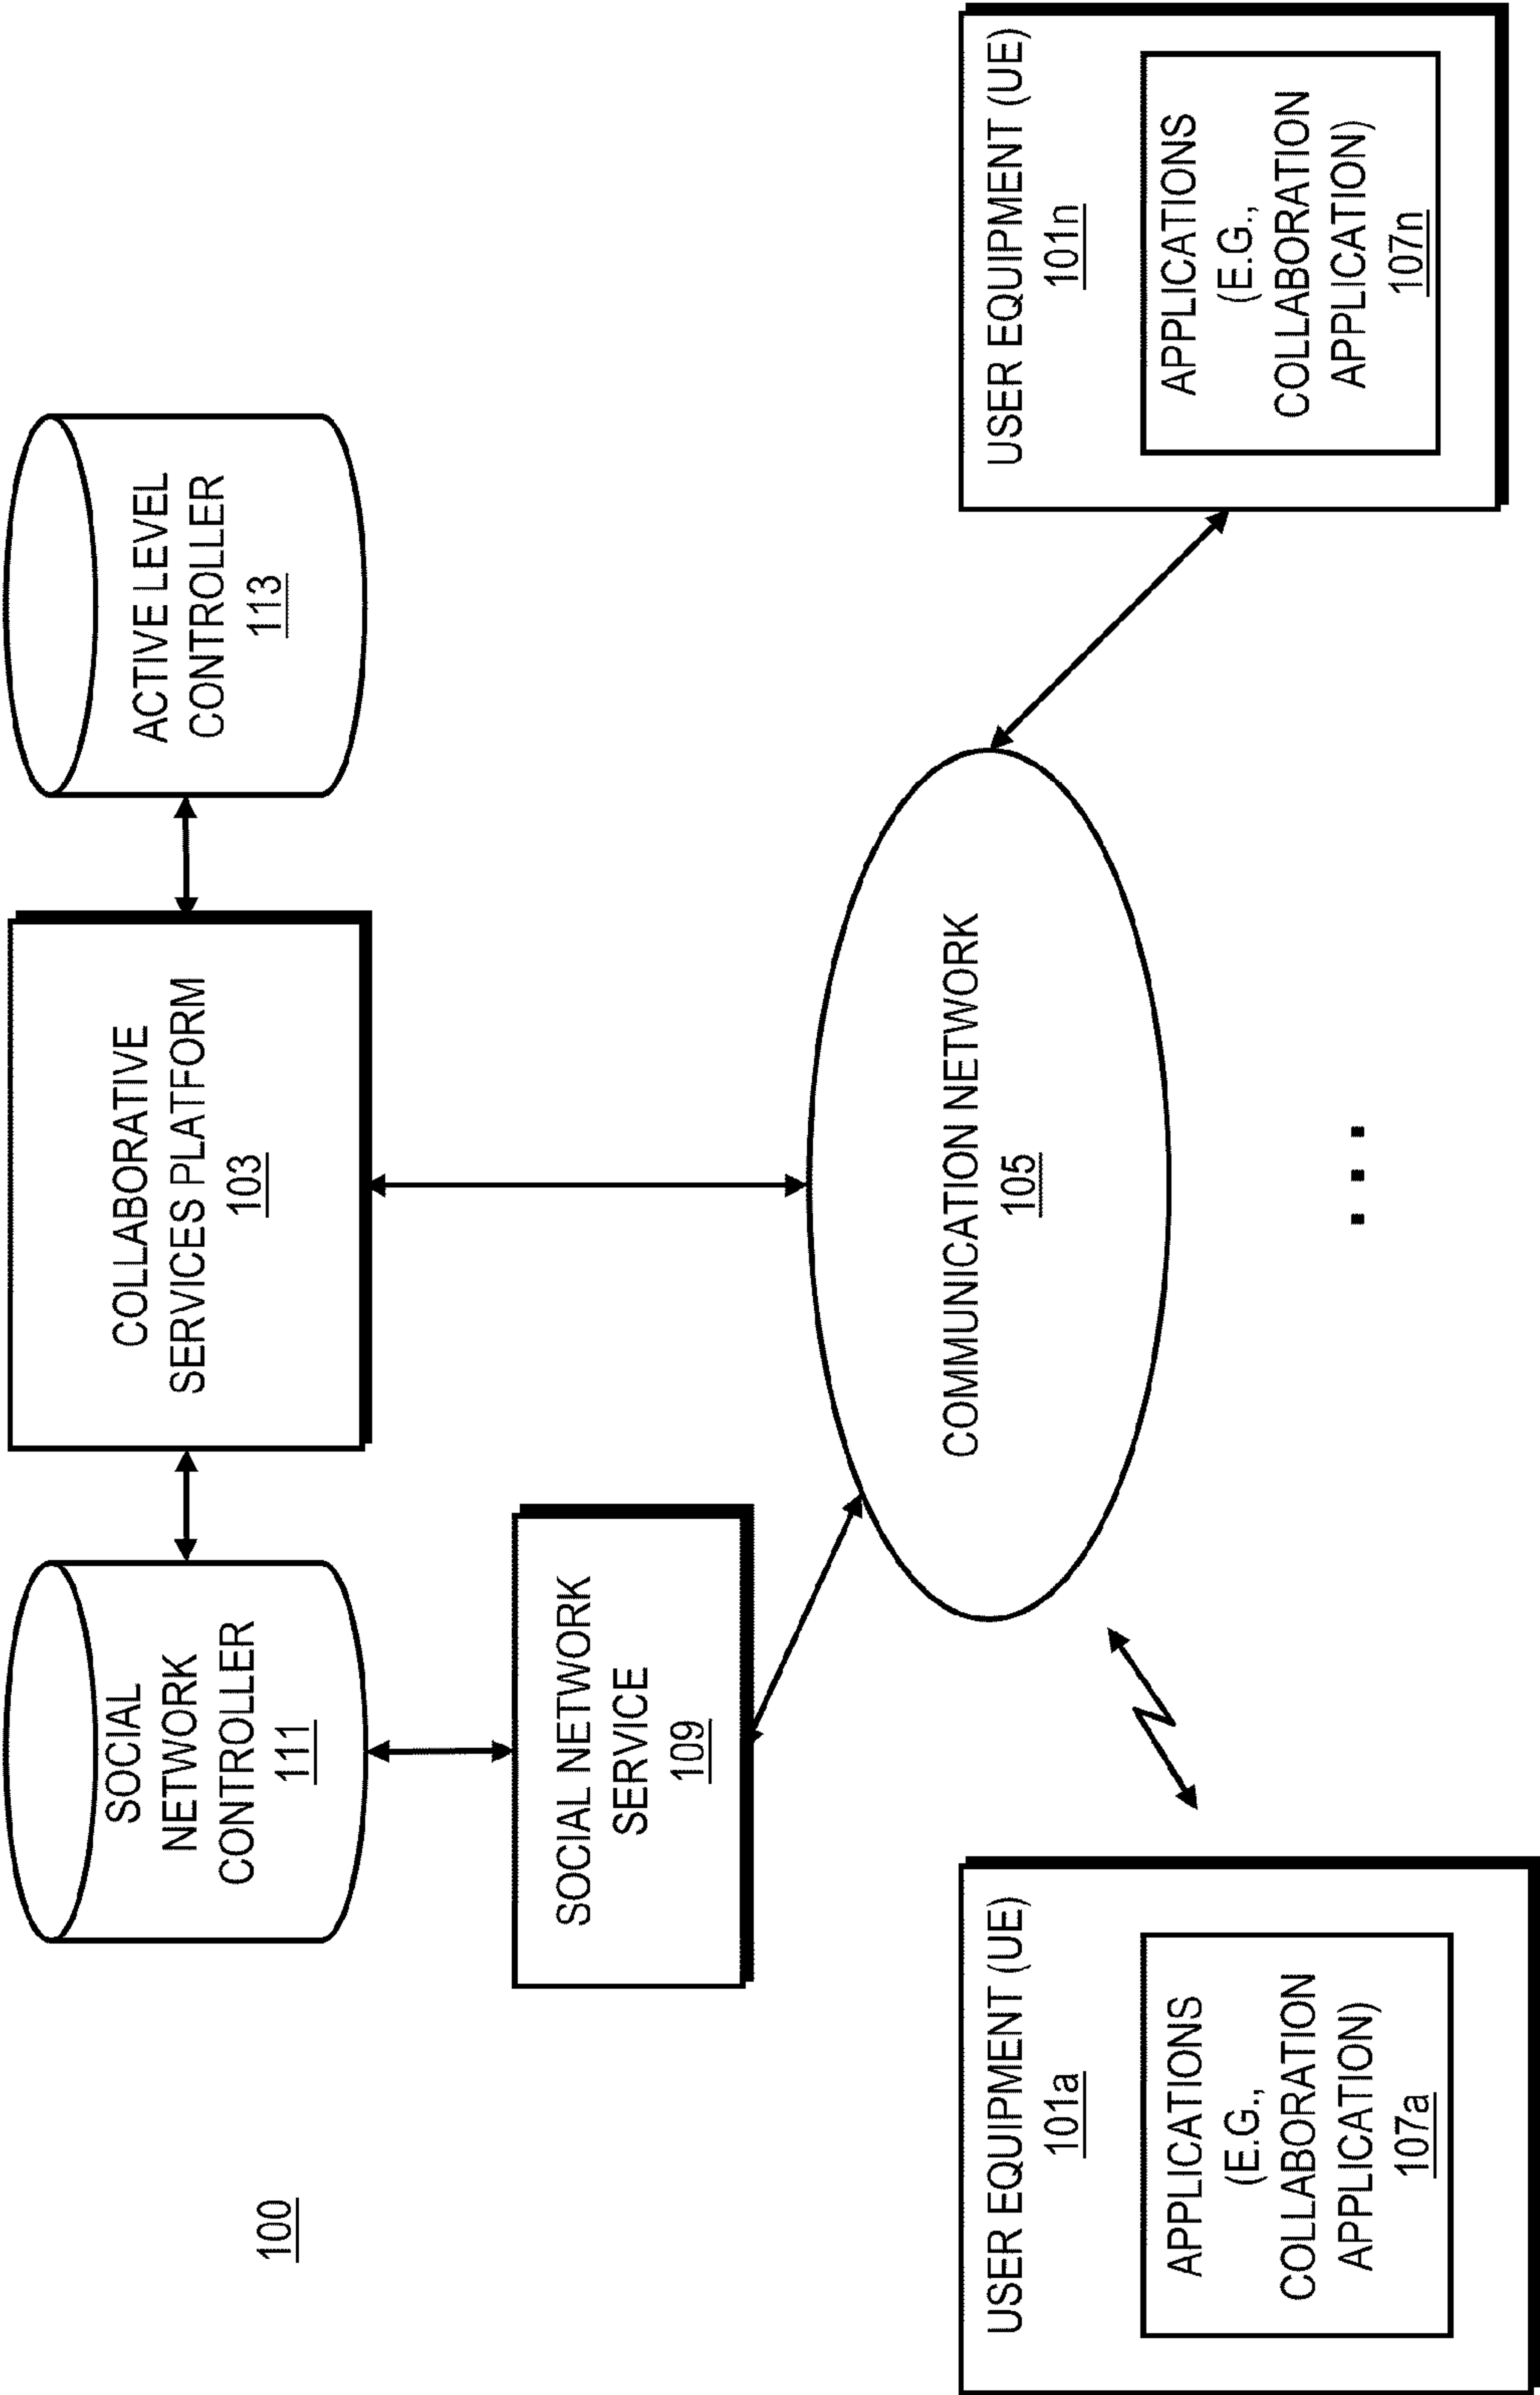 100
SOCIAL
NETWORK
CONTROLLER
111
COLLABORATIVE
SERVICES PLATFORM
103
ACTIVE LEVEL
CONTROLLER
113
SOCIAL NETWORK
SERVICE
109
COMMUNICATION NETWORK
105
USER EQUIPMENT (UE)
101a
APPLICATIONS
(E.G.,
COLLABORATION
APPLICATION)
107a
USER EQUIPMENT (UE)
101n
APPLICATIONS
(E.G.,
COLLABORATION
APPLICATION)
107n